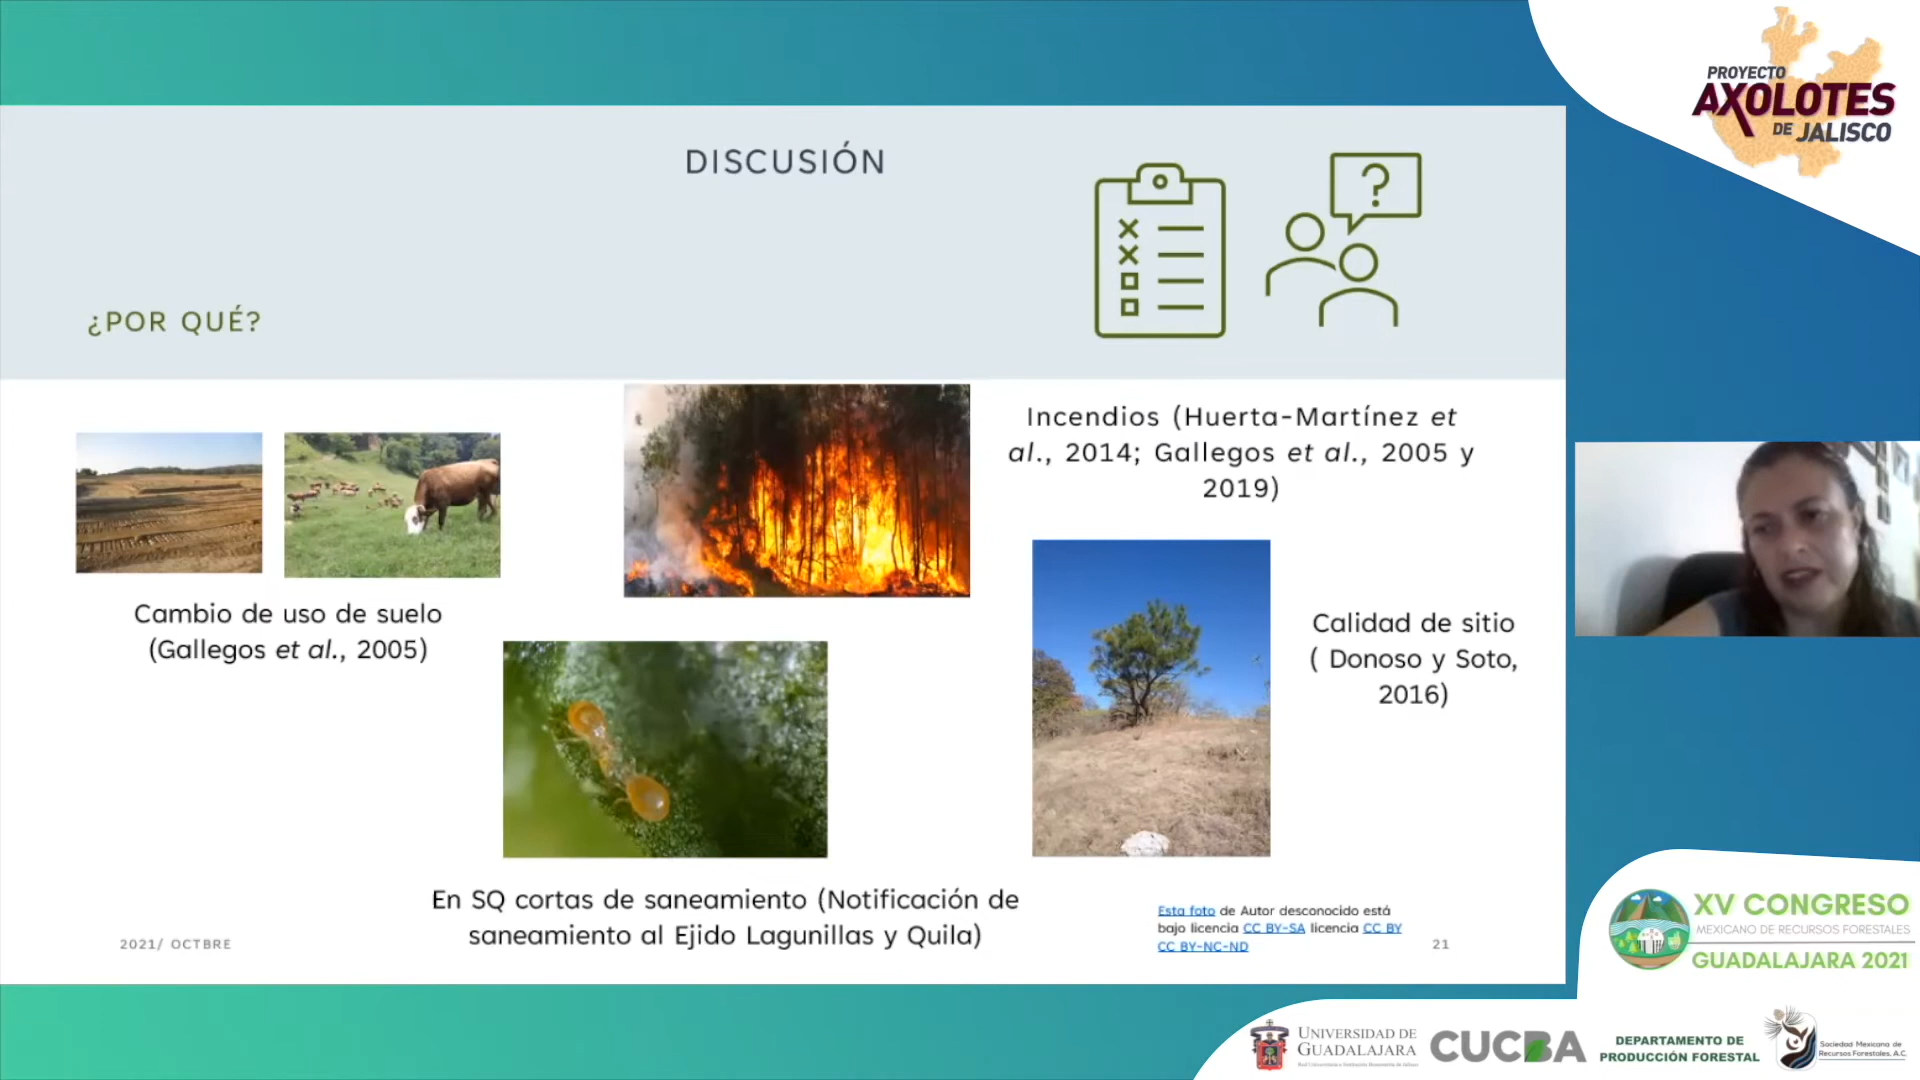 PROYECTO
AXOLOTES
DE JALISCO
DISCUSIÓN
?
¿POR QUÉ?
Incendios (Huerta-Martínez et
al., 2014; Gallegos et al., 2005 y
2019)
Cambio de uso de suelo
(Gallegos et al., 2005)
Calidad de sitio
( Donoso y Soto,
2016)
En SQ cortas de saneamiento (Notificación de
saneamiento al Ejido Lagunillas y Quila)
Esta foto de Autor desconocido está
bajo licencia CC BY-SA licencia CC BY
CC BY-NC-ND
2021/ OCTBRE
21
XV CONGRESO
MEXICANO DE RECURSOS FORESTALES
GUADALAJARA 2021
UNIVERSIDAD DE
GUADALAJARA
CUCBA
DEPARTAMENTO DE
PRODUCCIÓN FORESTAL
Sociedad Mexicana de
Recursos Forestales, A.C.